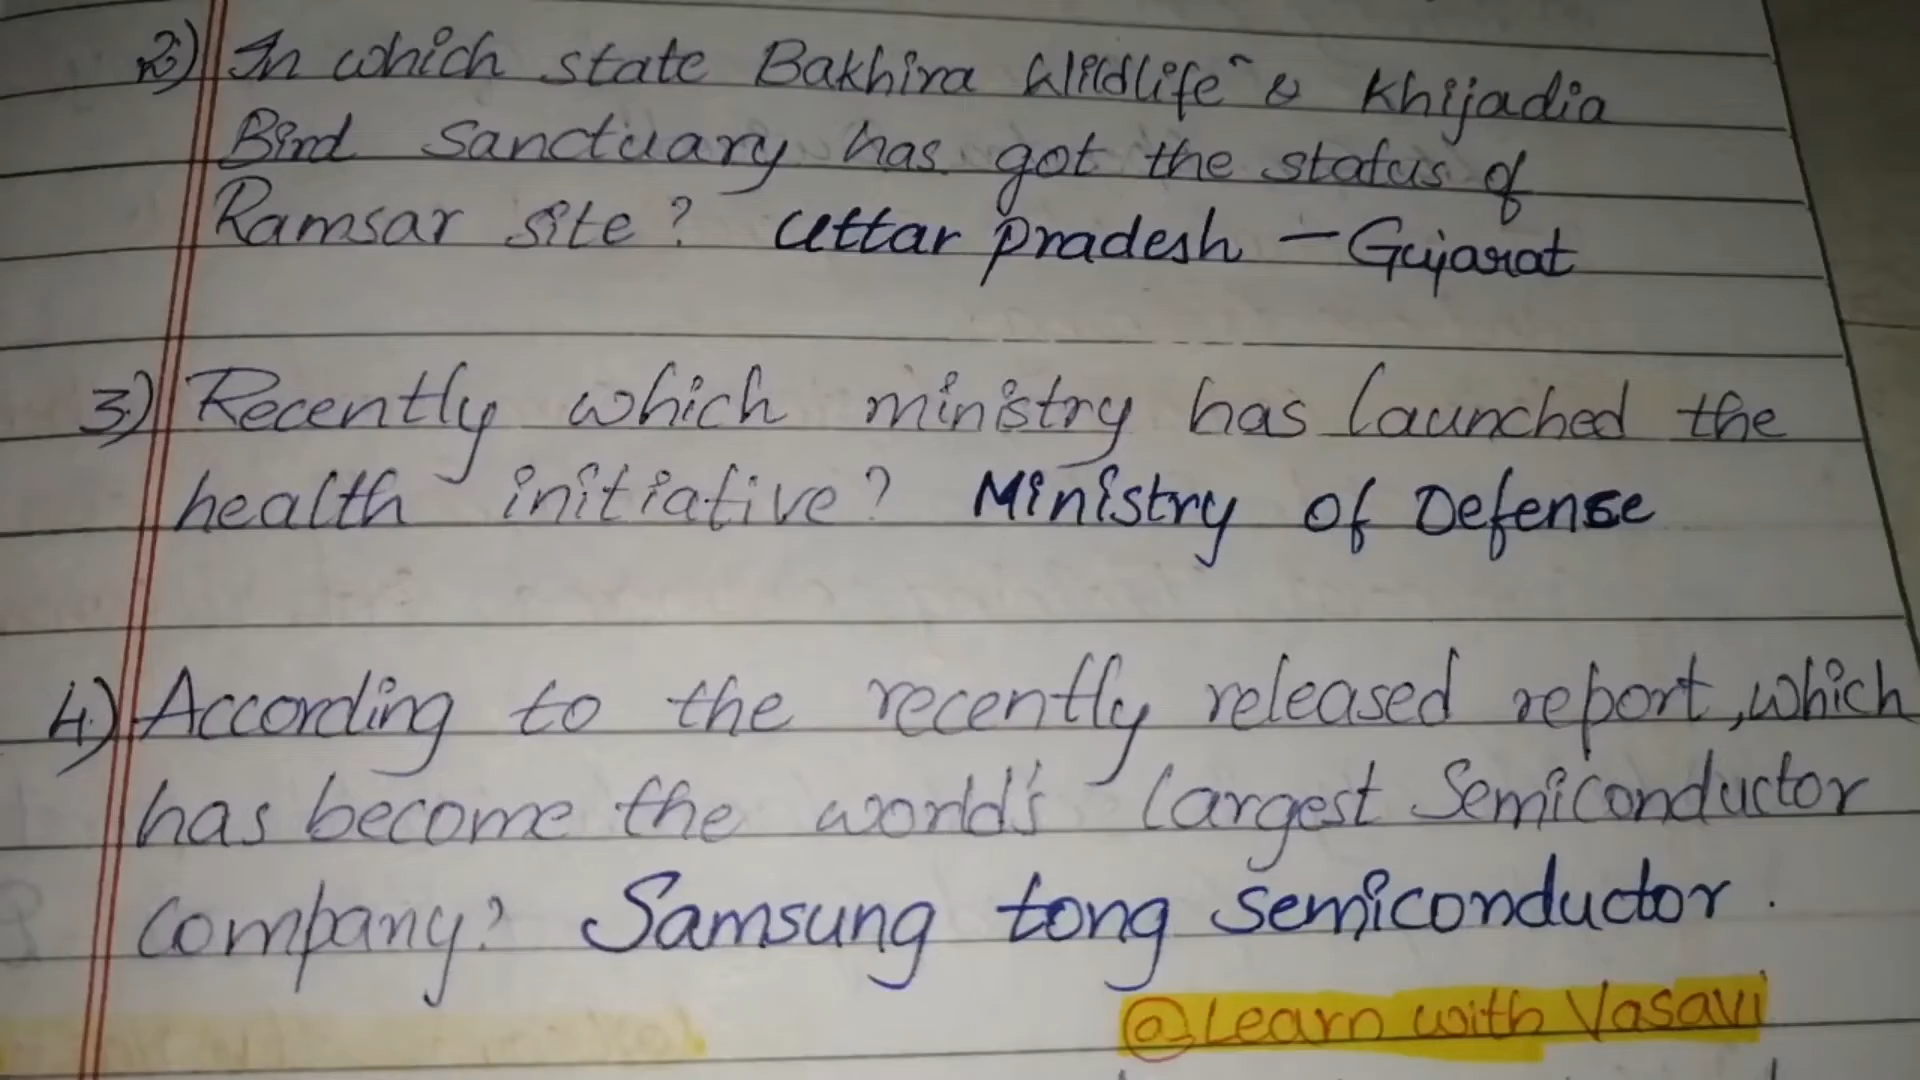 2) In which state Bakhira Wildlife & Khijadia
Bird Sanctuary has got the status of
Ramsar site? Uttar Pradesh - Gujarat
3) Recently which ministry has launched the
health initiative? Ministry of Defense
4) According to the recently released report, which
has become the world's largest Semiconductor
Company? Samsung tong Semiconductor.
@Learn with Vasavi